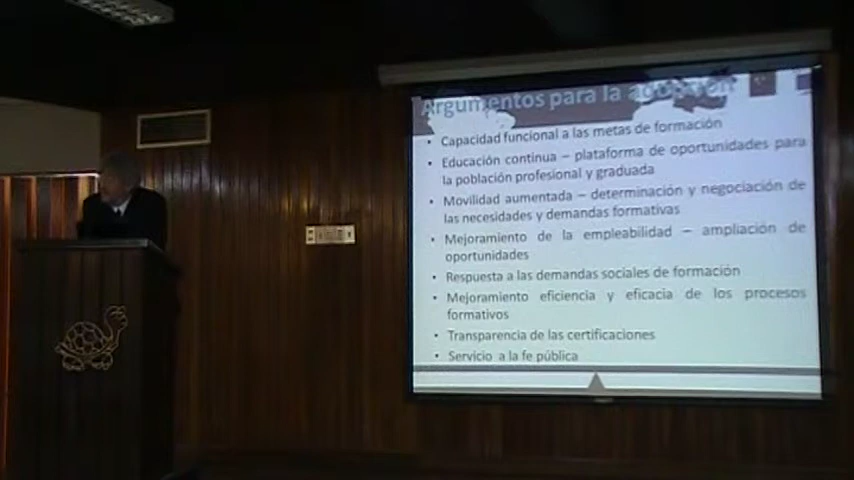 Argumentos para la adopción
• Capacidad funcional a las metas de formación
• Educación continua – plataforma de oportunidades para
la población profesional y graduada
• Movilidad aumentada – determinación y negociación de
las necesidades y demandas formativas
• Mejoramiento de la empleabilidad – ampliación de
oportunidades
• Respuesta a las demandas sociales de formación
• Mejoramiento eficiencia y eficacia de los procesos
formativos
• Transparencia de las certificaciones
• Servicio a la fe pública